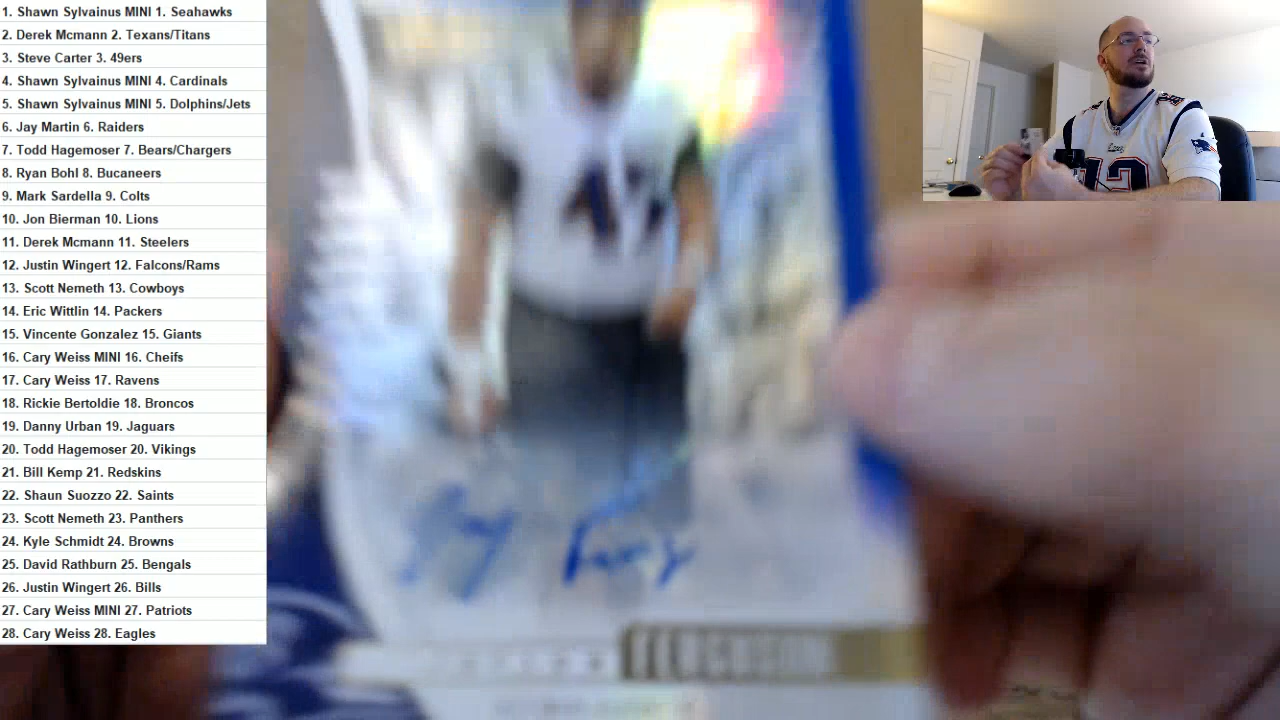 1. Shawn Sylvainus MINI 1. Seahawks
2. Derek Mcmann 2. Texans/Titans
3. Steve Carter 3. 49ers
4. Shawn Sylvainus MINI 4. Cardinals
5. Shawn Sylvainus MINI 5. Dolphins/Jets
6. Jay Martin 6. Raiders
7. Todd Hagemoser 7. Bears/Chargers
8. Ryan Bohl 8. Bucaneers
9. Mark Sardella 9. Colts
10. Jon Bierman 10. Lions
11. Derek Mcmann 11. Steelers
12. Justin Wingert 12. Falcons/Rams
13. Scott Nemeth 13. Cowboys
14. Eric Wittlin 14. Packers
15. Vincente Gonzalez 15. Giants
16. Cary Weiss MINI 16. Cheifs
17. Cary Weiss 17. Ravens
18. Rickie Bertoldie 18. Broncos
19. Danny Urban 19. Jaguars
20. Todd Hagemoser 20. Vikings
21. Bill Kemp 21. Redskins
22. Shaun Suozzo 22. Saints
23. Scott Nemeth 23. Panthers
24. Kyle Schmidt 24. Browns
25. David Rathburn 25. Bengals
26. Justin Wingert 26. Bills
27. Cary Weiss MINI 27. Patriots
28. Cary Weiss 28. Eagles
12
47
FERGUSON